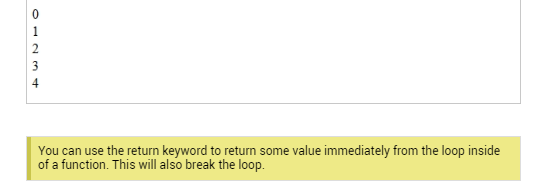 0
1
2
3
4
You can use the return keyword to return some value immediately from the loop inside
of a function. This will also break the loop.